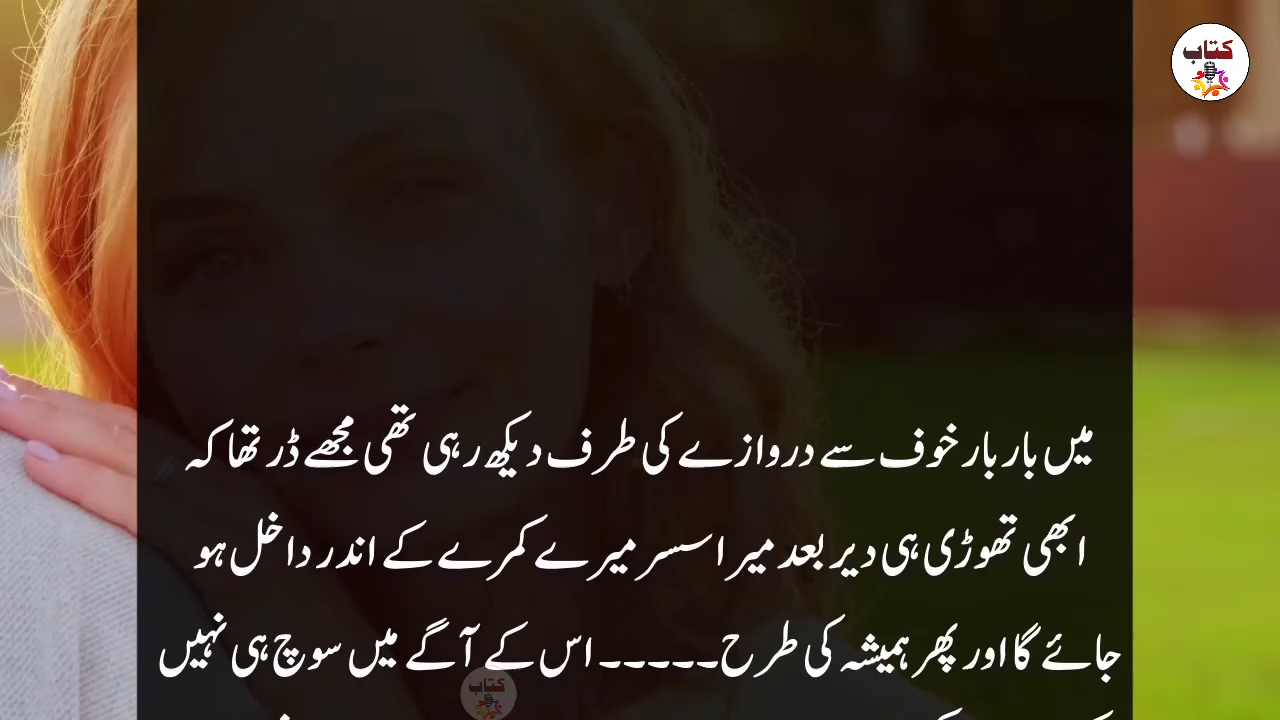 کتاب
میں بار بار خوف سے دروازے کی طرف دیکھ رہی تھی مجھے ڈر تھا کہ
ابھی تھوڑی ہی دیر بعد میرا سسر میرے کمرے کے اندر داخل ہو
جائے گا اور پھر ہمیشہ کی طرح۔۔۔۔۔ اس کے آگے میں سوچ ہی نہیں
کتاب